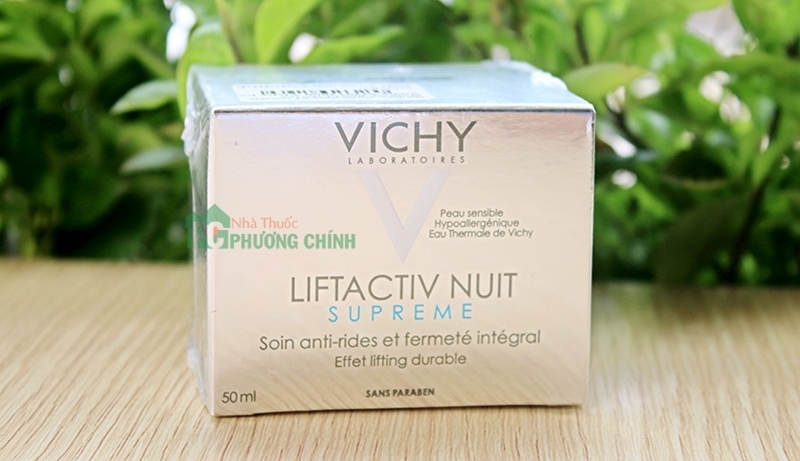 VICHY
LABORATOIRES
V
Peau sensible
Hypoallergénique
Eau Thermale de Vichy
Nhà Thuốc
PHƯƠNG CHÍNH
LIFTACTIV NUIT
SUPREME
Soin anti-rides et fermeté intégral
Effet lifting durable
50 ml
SANS PARABEN